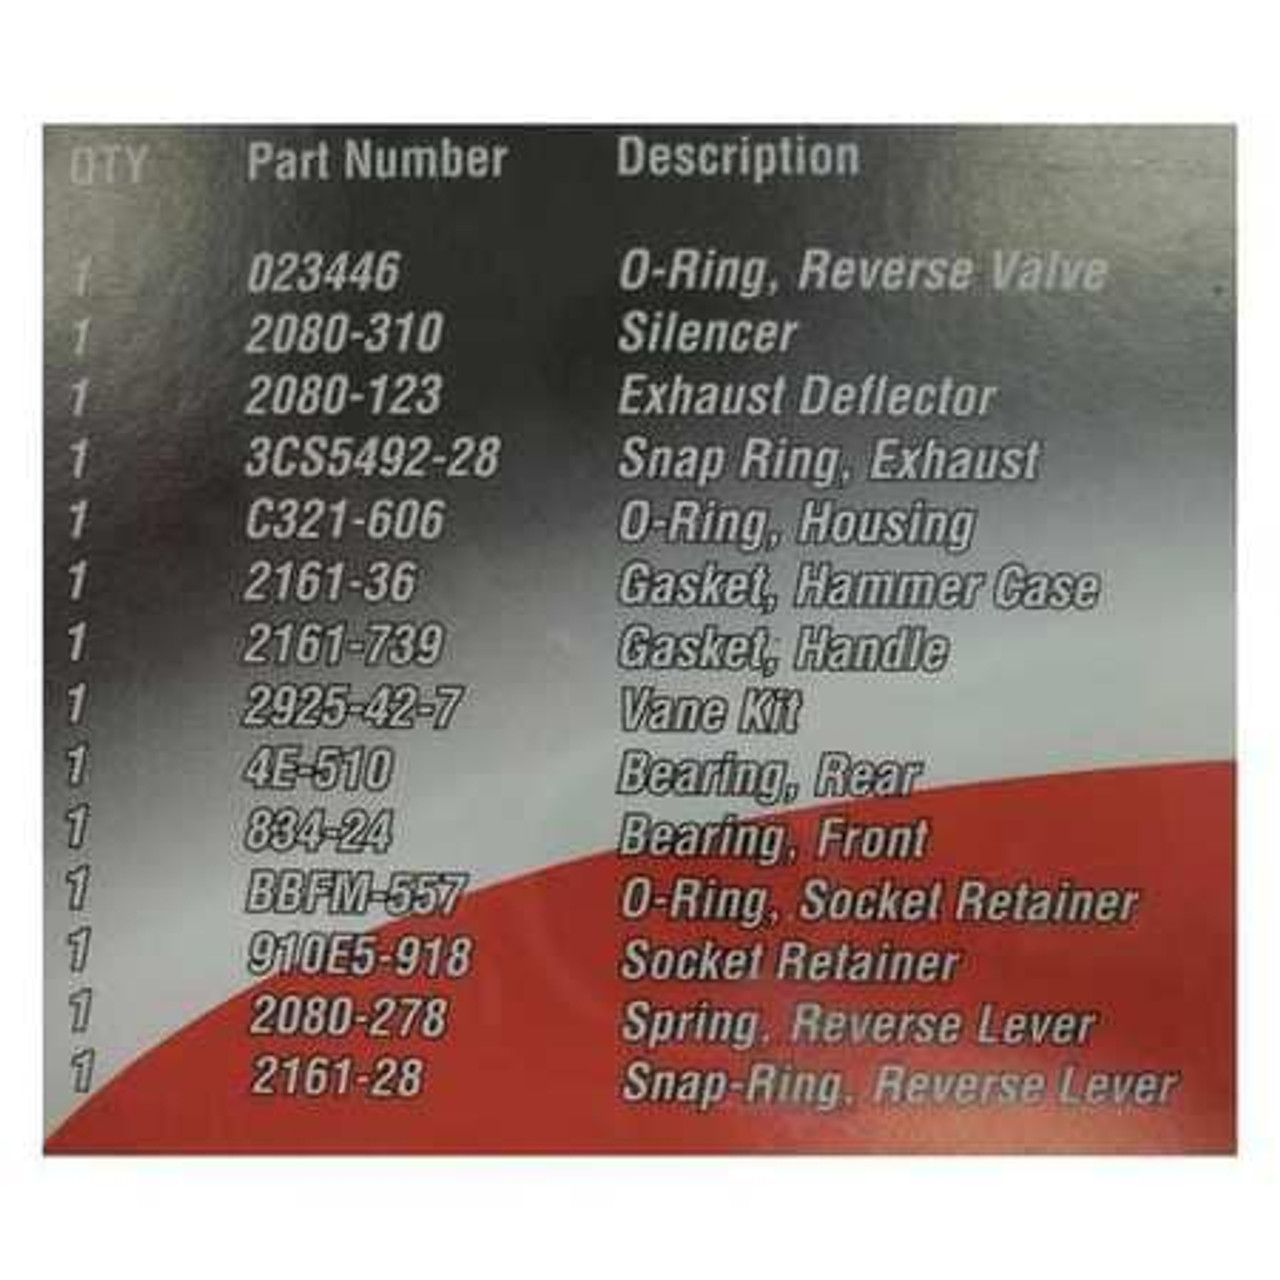 QTY Part Number Description
1 023446 O-Ring, Reverse Valve
1 2080-310 Silencer
1 2080-123 Exhaust Deflector
1 3CS5492-28 Snap Ring, Exhaust
1 C321-606 O-Ring, Housing
1 2161-36 Gasket, Hammer Case
1 2161-739 Gasket, Handle
1 2925-42-7 Vane Kit
1 4E-510 Bearing, Rear
1 834-24 Bearing, Front
1 BBFM-557 O-Ring, Socket Retainer
1 910E5-918 Socket Retainer
1 2080-278 Spring, Reverse Lever
1 2161-28 Snap-Ring, Reverse Lever